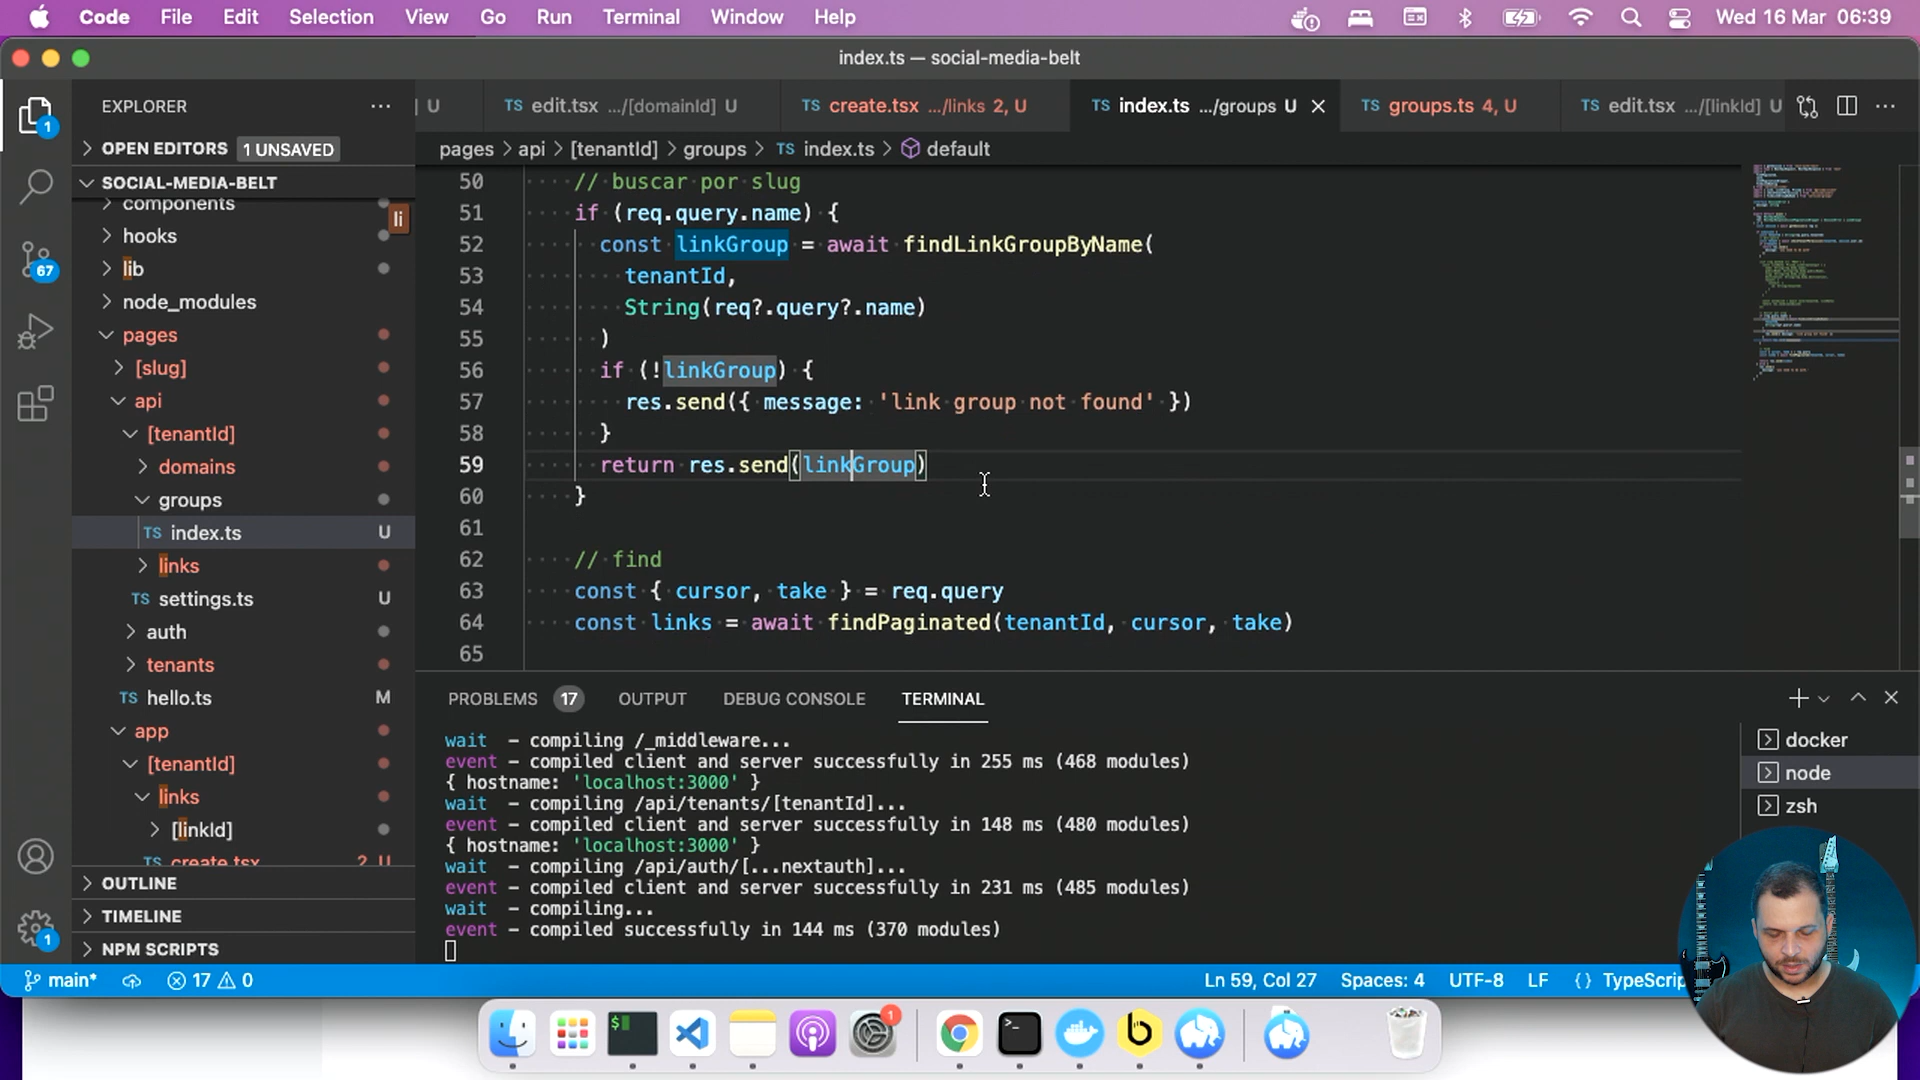 Code File Edit Selection View Go Run Terminal Window Help Wed 16 Mar 06:39
index.ts — social-media-belt
EXPLORER
U edit.tsx .../[domainId] U create.tsx .../links 2, U index.ts .../groups U groups.ts 4, U edit.tsx .../[linkId] U
pages > api > [tenantId] > groups > TS index.ts > default
OPEN EDITORS 1 UNSAVED
SOCIAL-MEDIA-BELT
components
li
hooks
lib
node_modules
pages
[slug]
api
[tenantId]
domains
groups
TS index.ts U
links
TS settings.ts U
auth
tenants
TS hello.ts M
app
[tenantId]
links
[linkId]
TS create.tsx 2, U
OUTLINE
TIMELINE
NPM SCRIPTS
50 // buscar por slug
51 if (req.query.name) {
52 const linkGroup = await findLinkGroupByName(
53 tenantId,
54 String(req?.query?.name)
55 )
56 if (!linkGroup) {
57 res.send({ message: 'link group not found' })
58 }
59 return res.send(linkGroup)
60 }
61
62 // find
63 const { cursor, take } = req.query
64 const links = await findPaginated(tenantId, cursor, take)
65
PROBLEMS 17 OUTPUT DEBUG CONSOLE TERMINAL
wait - compiling /_middleware...
event - compiled client and server successfully in 255 ms (468 modules)
{ hostname: 'localhost:3000' }
wait - compiling /api/tenants/[tenantId]...
event - compiled client and server successfully in 148 ms (480 modules)
{ hostname: 'localhost:3000' }
wait - compiling /api/auth/[...nextauth]...
event - compiled client and server successfully in 231 ms (485 modules)
wait - compiling...
event - compiled successfully in 144 ms (370 modules)
docker
node
zsh
1
67
1
main* 17 0 Ln 59, Col 27 Spaces: 4 UTF-8 LF {} TypeScrip
1